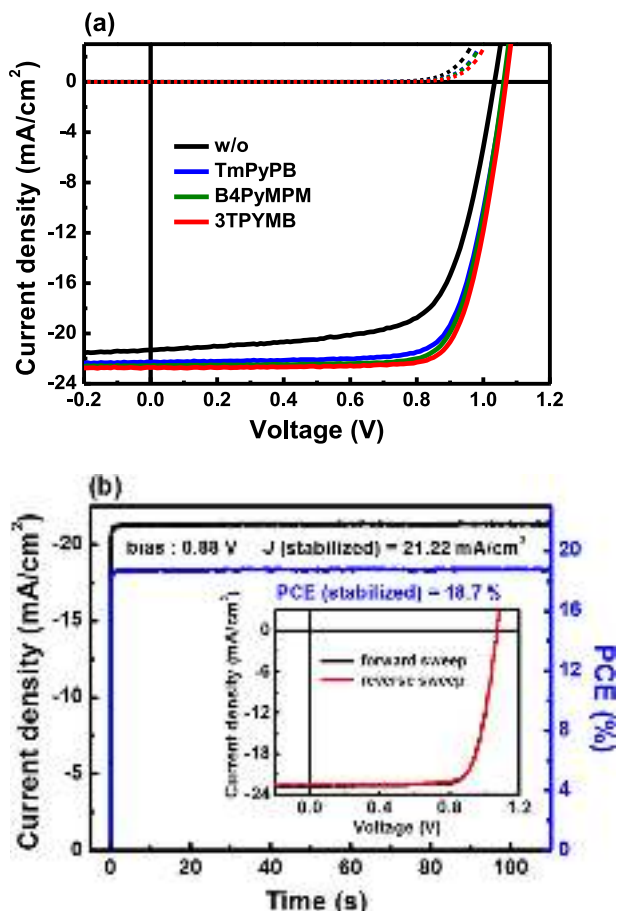 (a)
0
-4
-8
-12
-16
-20
-24
Current density (mA/cm²)
w/o
TmPyPB
B4PyMPM
3TPYMB
-0.2 0.0 0.2 0.4 0.6 0.8 1.0 1.2
Voltage (V)
(b)
-20
-15
-10
-5
0
Current density (mA/cm²)
bias : 0.88 V J (stabilized) = 21.22 mA/cm²
PCE (stabilized) = 18.7 %
0
-6
-12
-18
-24
Current density (mA/cm²)
forward sweep
reverse sweep
0.0 0.4 0.8 1.2
Voltage (V)
20
16
12
8
4
0
PCE (%)
0 20 40 60 80 100
Time (s)